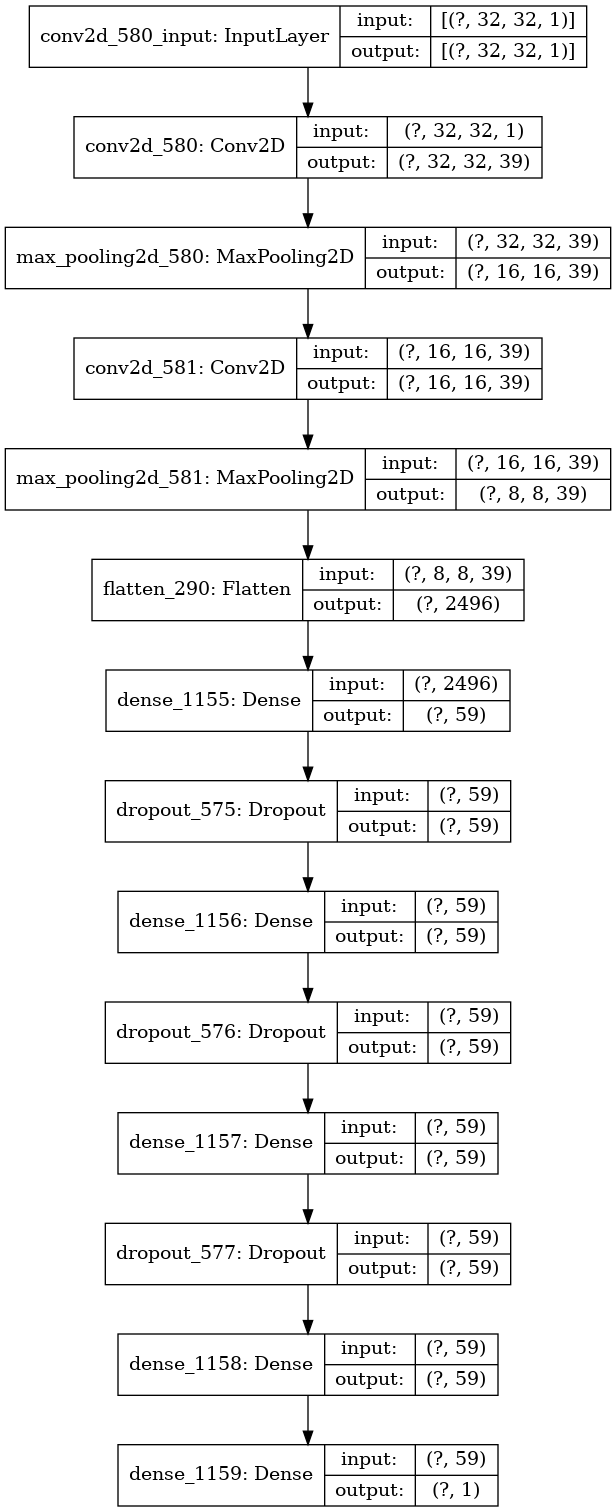 conv2d_580_input: InputLayer
input: [(?, 32, 32, 1)]
output: [(?, 32, 32, 1)]
conv2d_580: Conv2D
input: (?, 32, 32, 1)
output: (?, 32, 32, 39)
max_pooling2d_580: MaxPooling2D
input: (?, 32, 32, 39)
output: (?, 16, 16, 39)
conv2d_581: Conv2D
input: (?, 16, 16, 39)
output: (?, 16, 16, 39)
max_pooling2d_581: MaxPooling2D
input: (?, 16, 16, 39)
output: (?, 8, 8, 39)
flatten_290: Flatten
input: (?, 8, 8, 39)
output: (?, 2496)
dense_1155: Dense
input: (?, 2496)
output: (?, 59)
dropout_575: Dropout
input: (?, 59)
output: (?, 59)
dense_1156: Dense
input: (?, 59)
output: (?, 59)
dropout_576: Dropout
input: (?, 59)
output: (?, 59)
dense_1157: Dense
input: (?, 59)
output: (?, 59)
dropout_577: Dropout
input: (?, 59)
output: (?, 59)
dense_1158: Dense
input: (?, 59)
output: (?, 59)
dense_1159: Dense
input: (?, 59)
output: (?, 1)